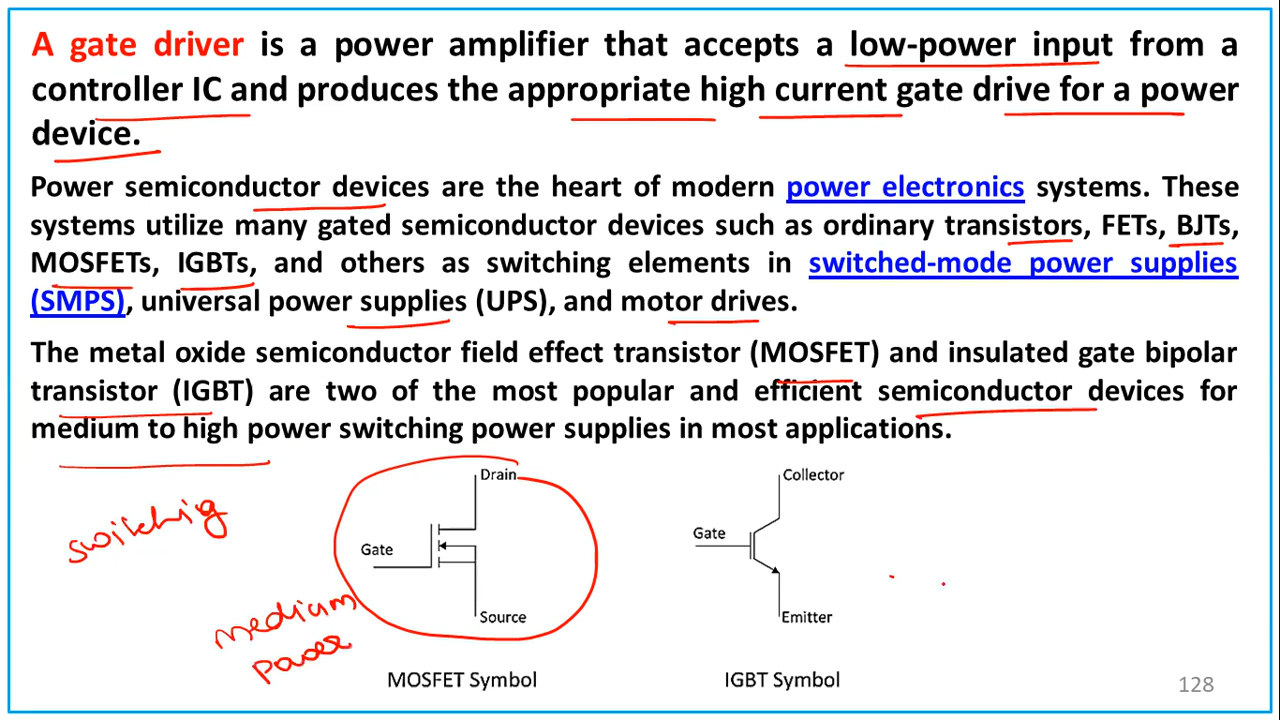 A gate driver is a power amplifier that accepts a low-power input from a
controller IC and produces the appropriate high current gate drive for a power
device.
Power semiconductor devices are the heart of modern power electronics systems. These
systems utilize many gated semiconductor devices such as ordinary transistors, FETs, BJTs,
MOSFETs, IGBTs, and others as switching elements in switched-mode power supplies
(SMPS), universal power supplies (UPS), and motor drives.
The metal oxide semiconductor field effect transistor (MOSFET) and insulated gate bipolar
transistor (IGBT) are two of the most popular and efficient semiconductor devices for
medium to high power switching power supplies in most applications.
switchig
medium
power
Drain
Gate
Source
MOSFET Symbol
Collector
Gate
Emitter
IGBT Symbol
128